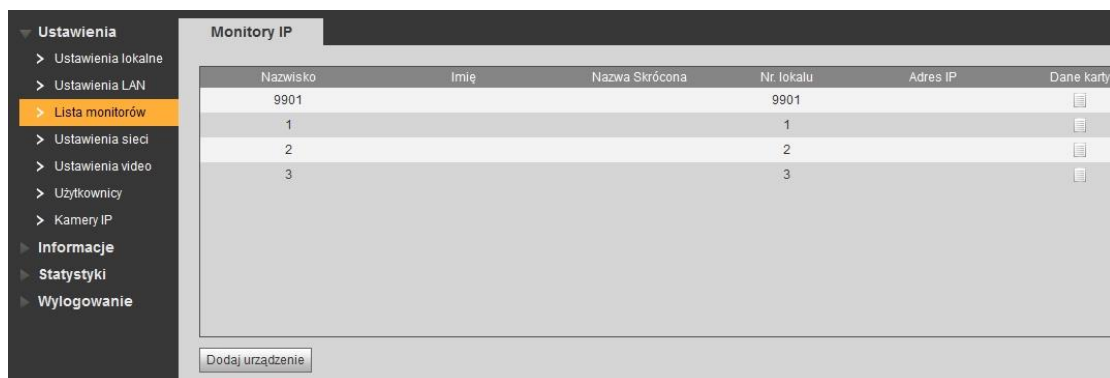 Ustawienia
Ustawienia lokalne
Ustawienia LAN
Lista monitorów
Ustawienia sieci
Ustawienia video
Użytkownicy
Kamery IP
Informacje
Statystyki
Wylogowanie
Monitory IP
Nazwisko Imię Nazwa Skrócona Nr. lokalu Adres IP Dane karty
9901 9901
1 1
2 2
3 3
Dodaj urządzenie